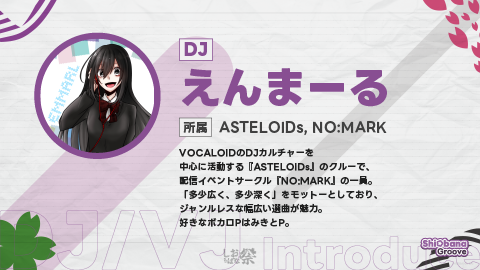 DJ
えんまーる
所属 ASTELOIDs, NO:MARK
VOCALOIDのDJカルチャーを
中心に活動する『ASTELOIDs』のクルーで、
配信イベントサークル『NO:MARK』の一員。
「多少広く、多少深く」をモットーとしており、
ジャンルレスな幅広い選曲が魅力。
好きなボカロPはみきとP。
EMMARL
DJ/VJ
Introduce
ShiObana
Groove